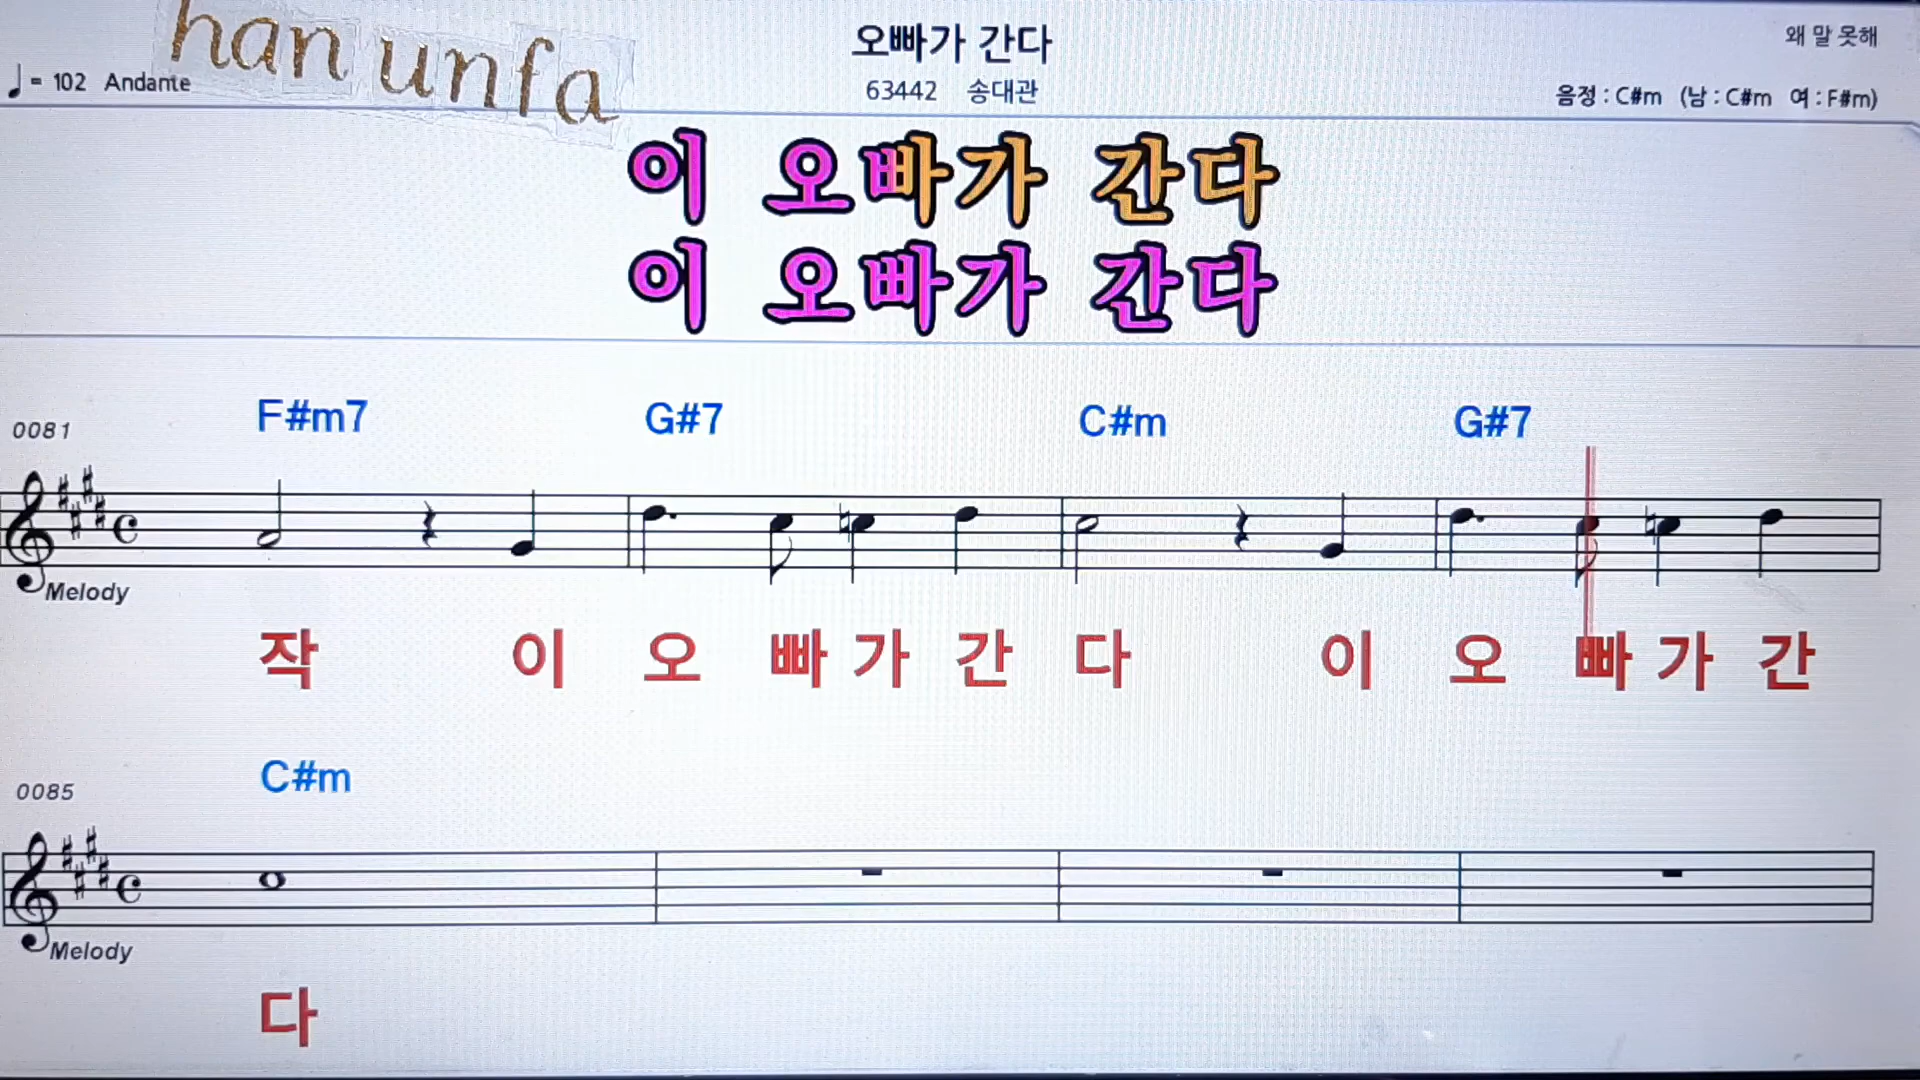 han unfa
오빠가 간다
왜 말 못해
♩= 102 Andante
63442 송대관
음정 : C#m (남 : C#m 여 : F#m)
이 오빠가 간다
이 오빠가 간다
0081
F#m7 G#7 C#m G#7
Melody
작 이 오 빠 가 간 다 이 오 빠 가 간
0085
C#m
Melody
다